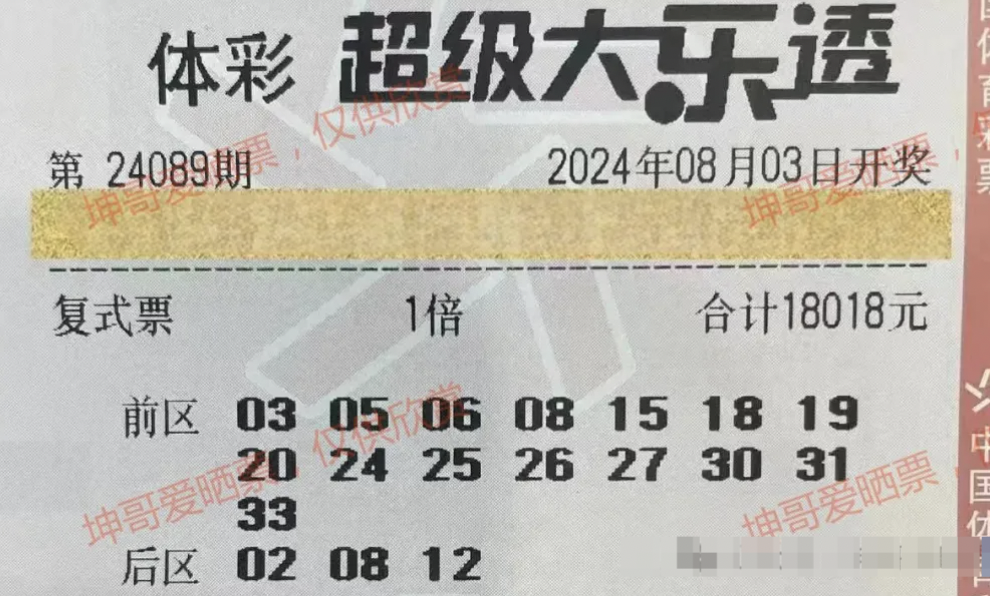 体彩 超级大乐透
第 24089期 2024年08月03日开奖
复式票 1倍 合计18018元
前区 03 05 06 08 15 18 19
20 24 25 26 27 30 31
33
后区 02 08 12
坤哥爱晒票，仅供欣赏
坤哥爱晒票，
坤哥爱晒票，仅供欣赏
坤哥爱晒票，
国体育彩票
中国体